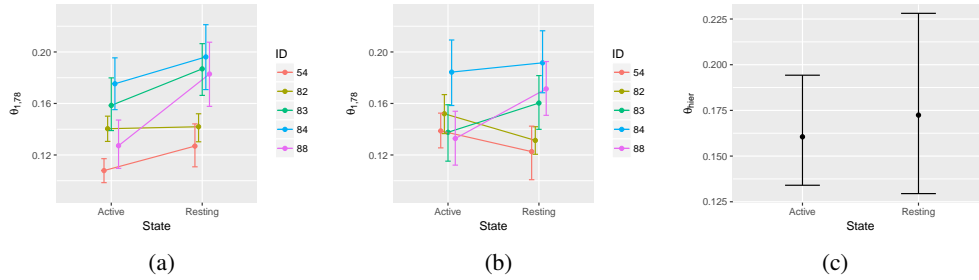 0.20
0.16
0.12
θ1,78
Active
Resting
State
ID
54
82
83
84
88
(a)
0.20
0.16
0.12
θ1,78
Active
Resting
State
ID
54
82
83
84
88
(b)
0.225
0.200
0.175
0.150
0.125
θhier
Active
Resting
State
(c)